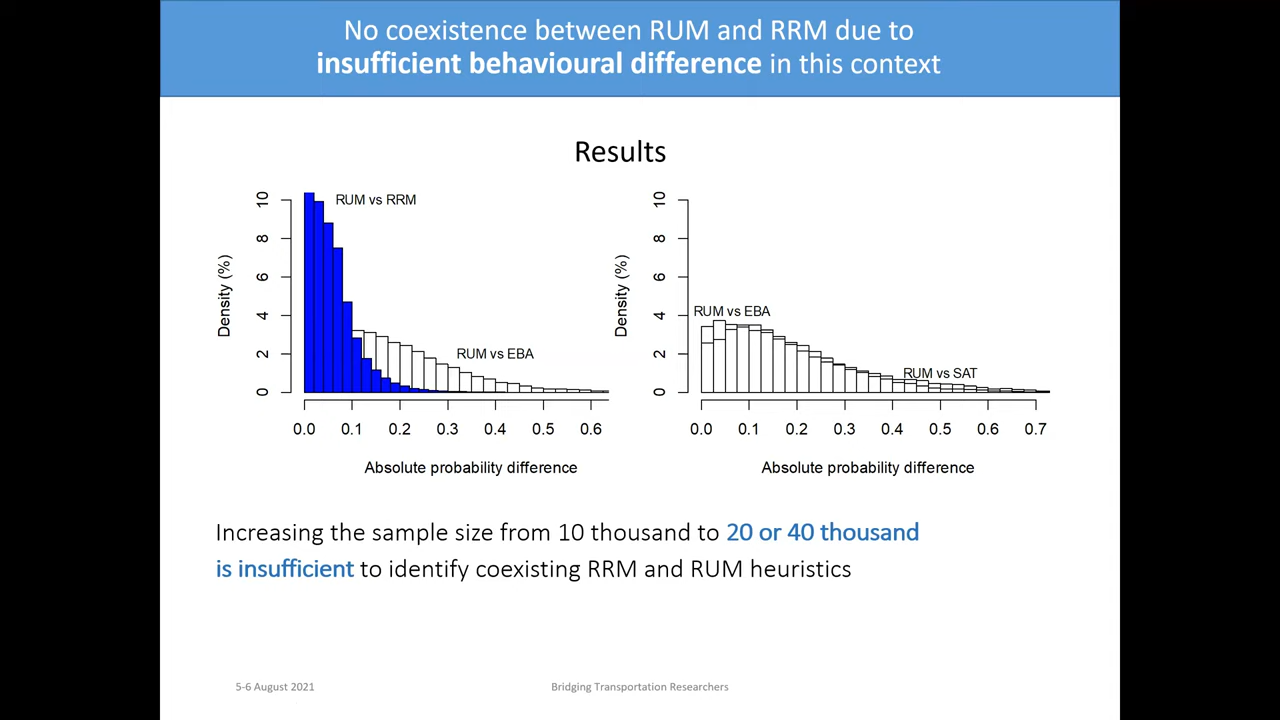 No coexistence between RUM and RRM due to
insufficient behavioural difference in this context
Results
10
8
6
4
2
0
Density (%)
RUM vs RRM
RUM vs EBA
0.0 0.1 0.2 0.3 0.4 0.5 0.6
Absolute probability difference
10
8
6
4
2
0
Density (%)
RUM vs EBA
RUM vs SAT
0.0 0.1 0.2 0.3 0.4 0.5 0.6 0.7
Absolute probability difference
Increasing the sample size from 10 thousand to 20 or 40 thousand
is insufficient to identify coexisting RRM and RUM heuristics
5-6 August 2021
Bridging Transportation Researchers